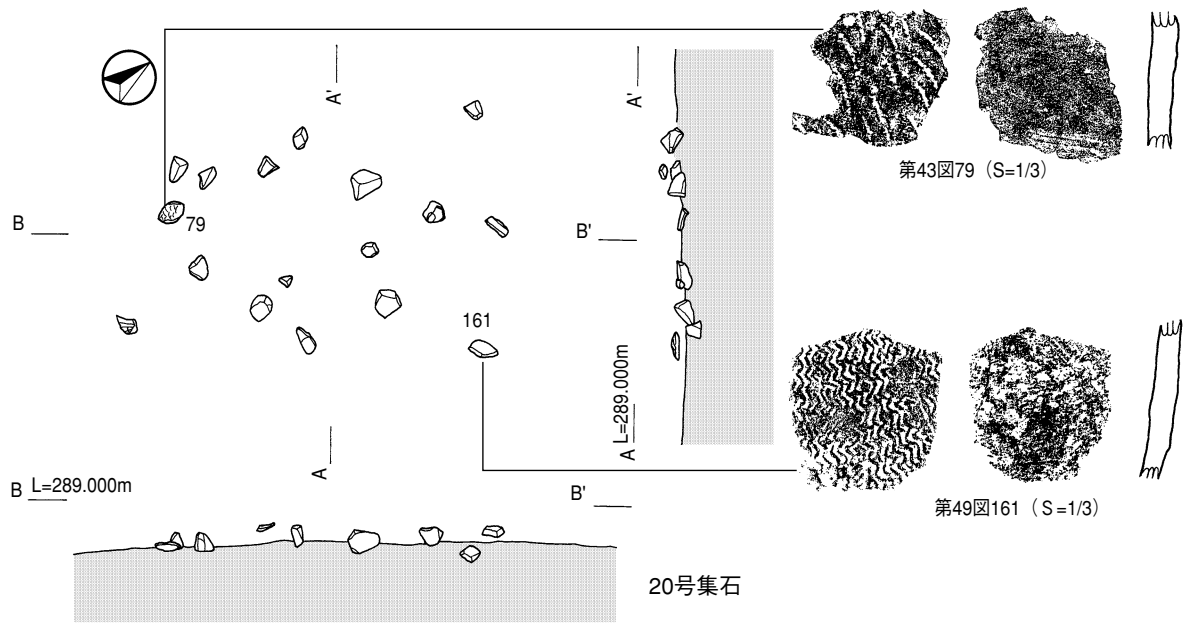 A'
A'
第43図79（S=1/3）
B
79
B'
161
A L=289.000m
A
B L=289.000m
B'
第49図161（S=1/3）
20号集石